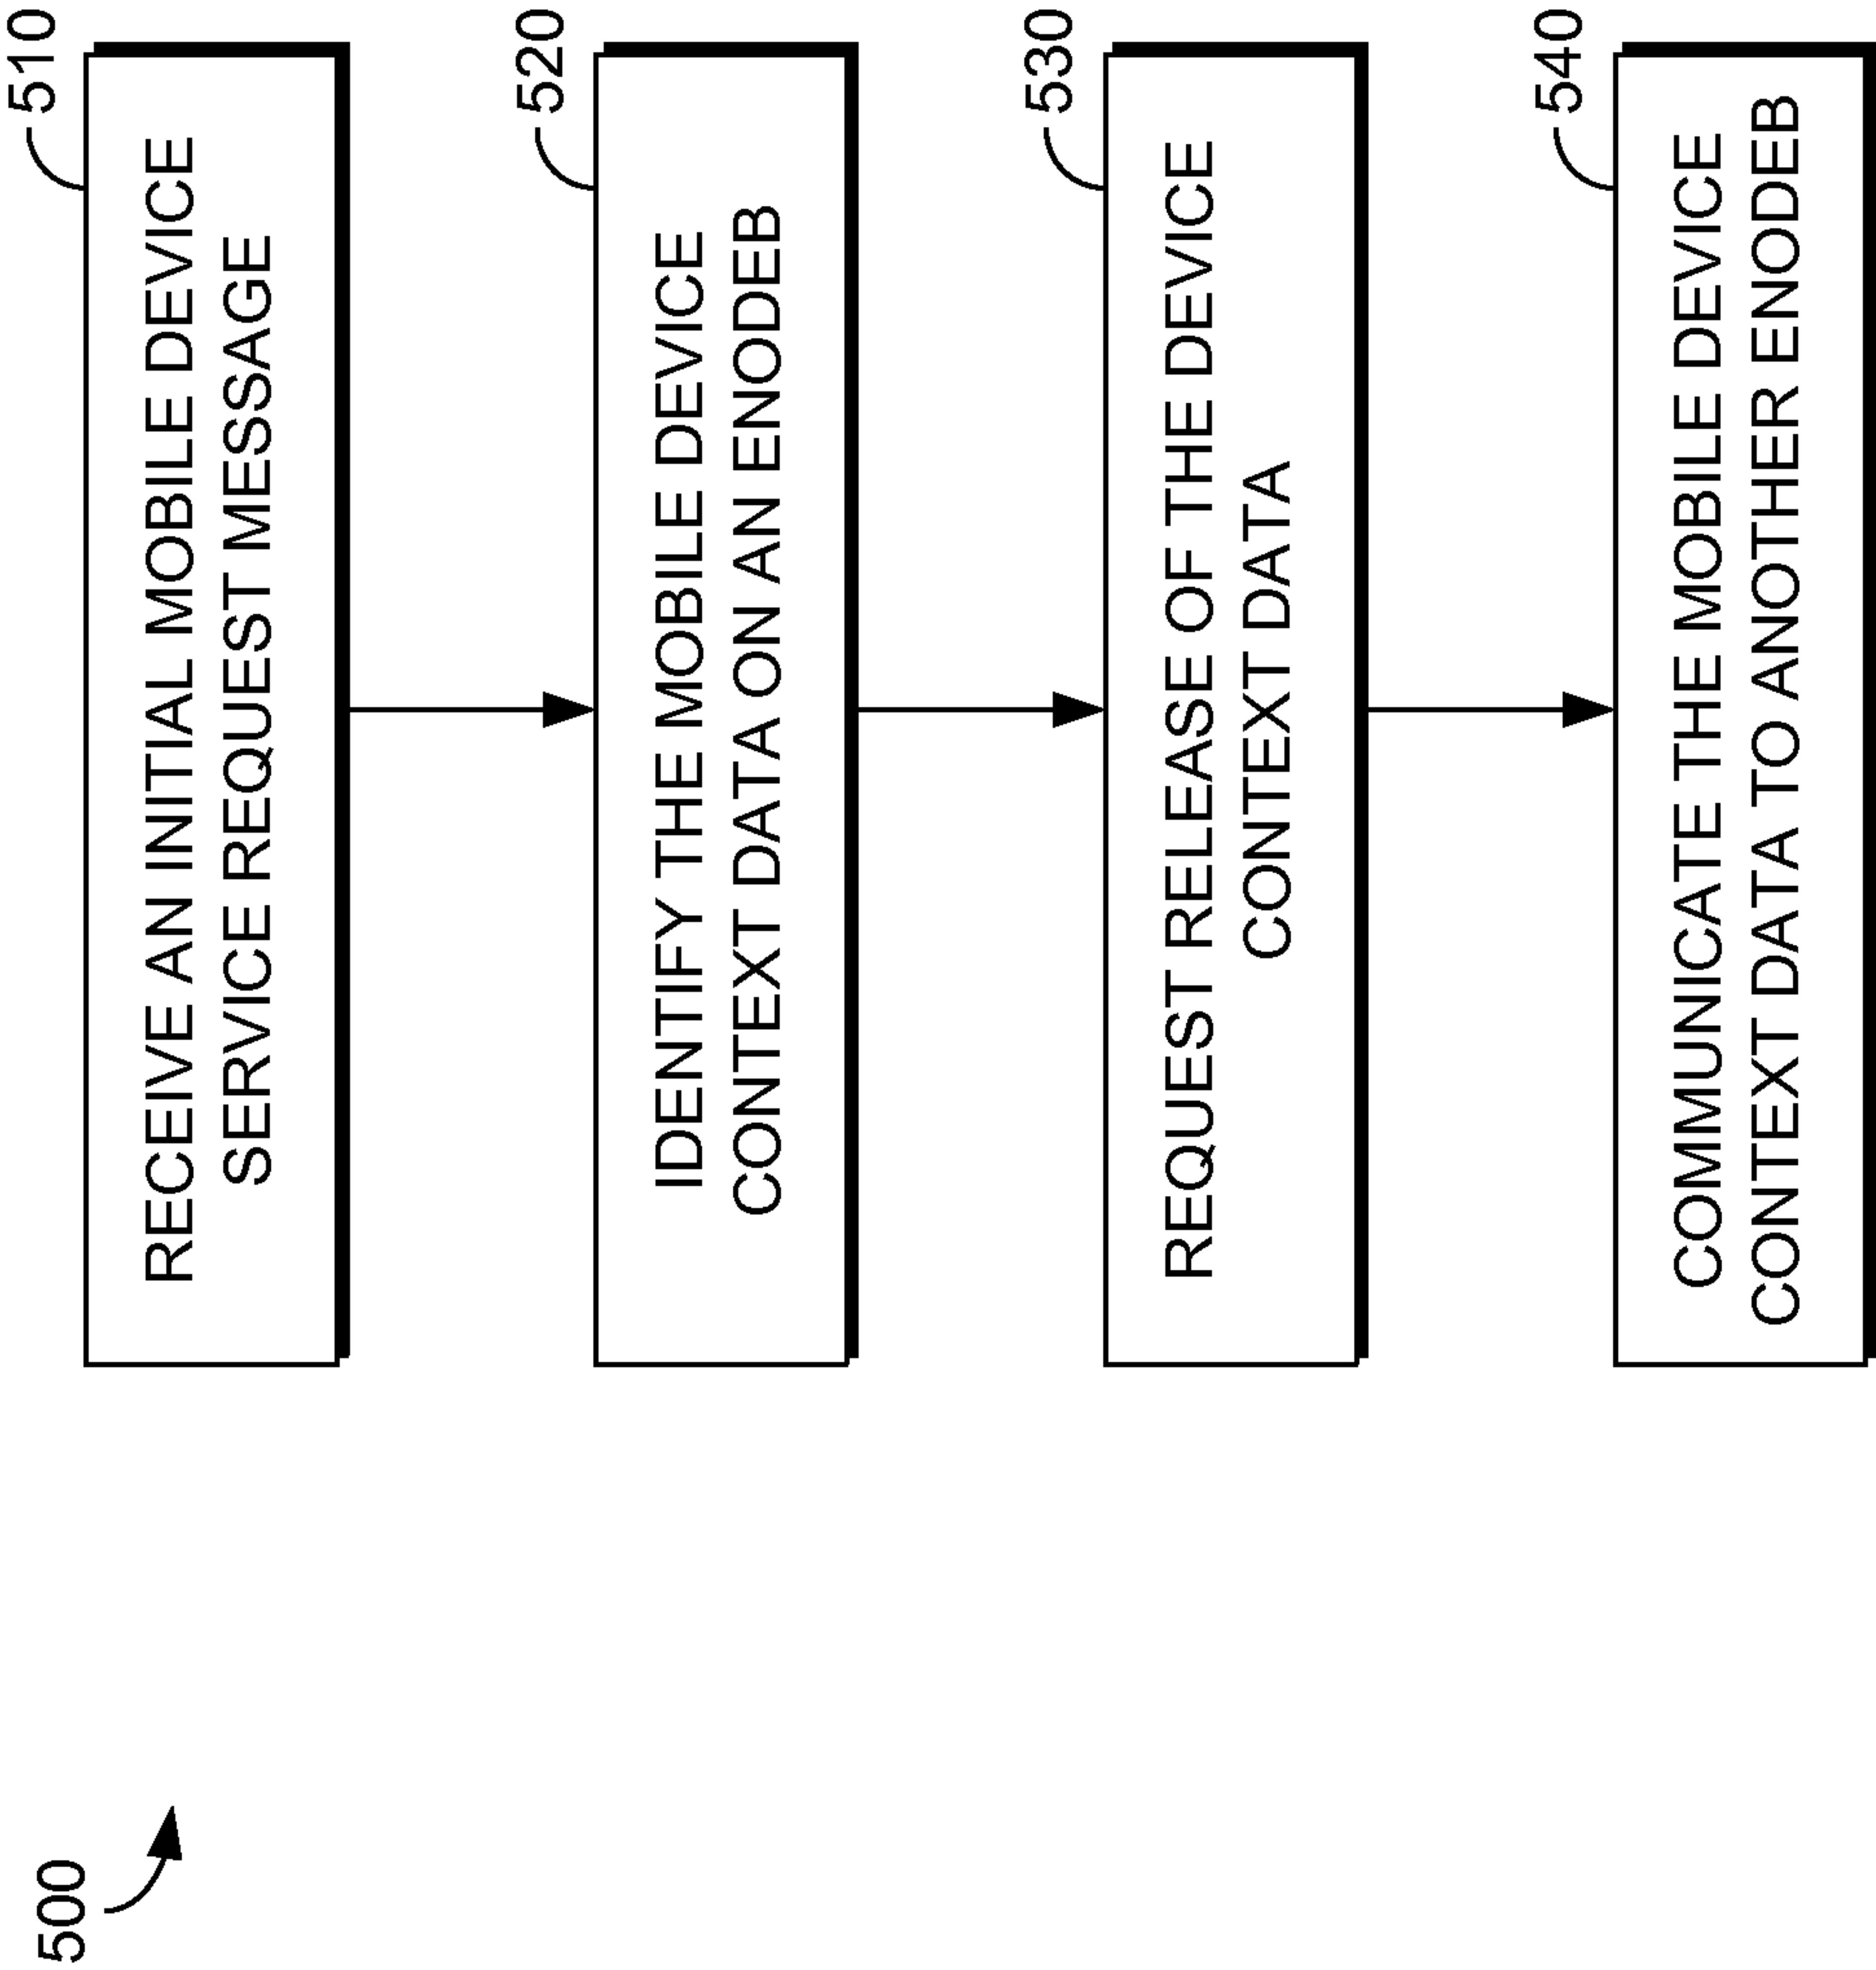 500
510
RECEIVE AN INITIAL MOBILE DEVICE
SERVICE REQUEST MESSAGE
520
IDENTIFY THE MOBILE DEVICE
CONTEXT DATA ON AN ENODEB
530
REQUEST RELEASE OF THE DEVICE
CONTEXT DATA
540
COMMUNICATE THE MOBILE DEVICE
CONTEXT DATA TO ANOTHER ENODEB